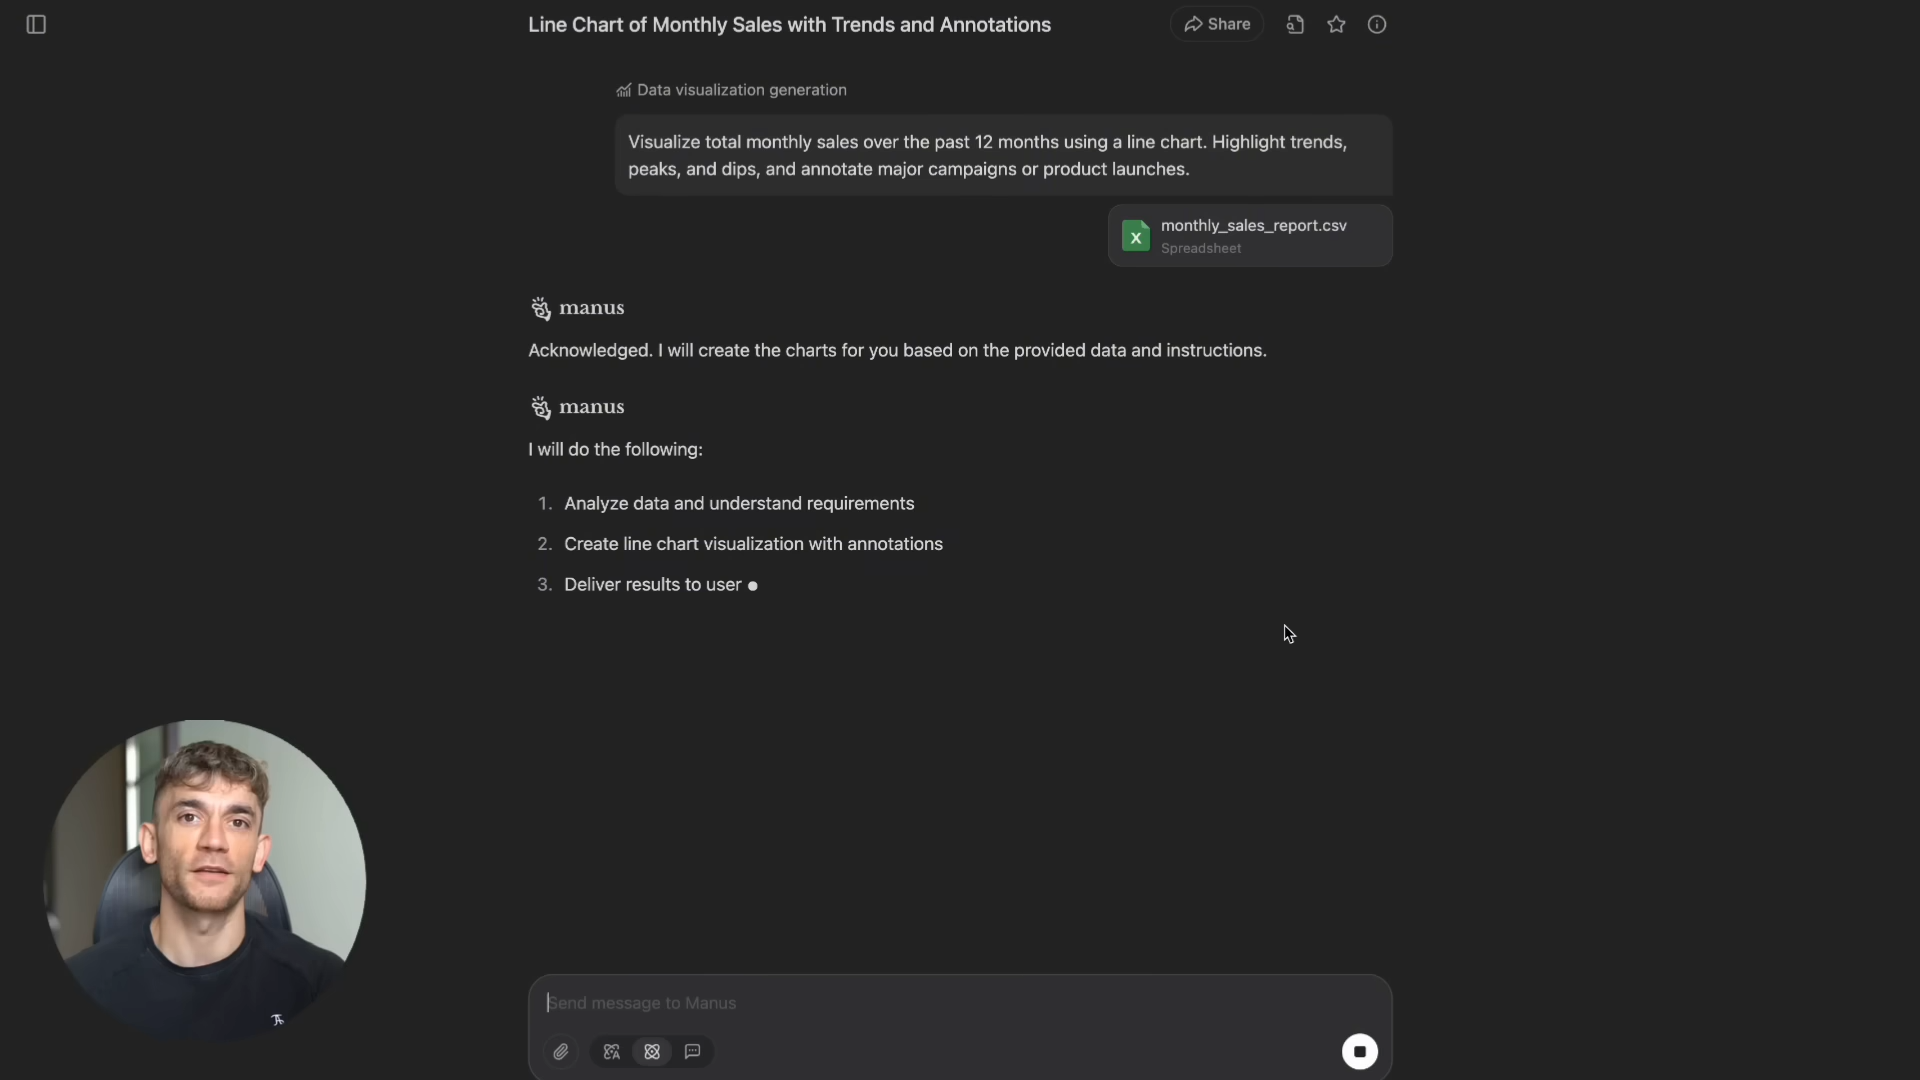 Line Chart of Monthly Sales with Trends and Annotations
Share
Data visualization generation
Visualize total monthly sales over the past 12 months using a line chart. Highlight trends,
peaks, and dips, and annotate major campaigns or product launches.
X
monthly_sales_report.csv
Spreadsheet
manus
Acknowledged. I will create the charts for you based on the provided data and instructions.
manus
I will do the following:
1. Analyze data and understand requirements
2. Create line chart visualization with annotations
3. Deliver results to user
Send message to Manus